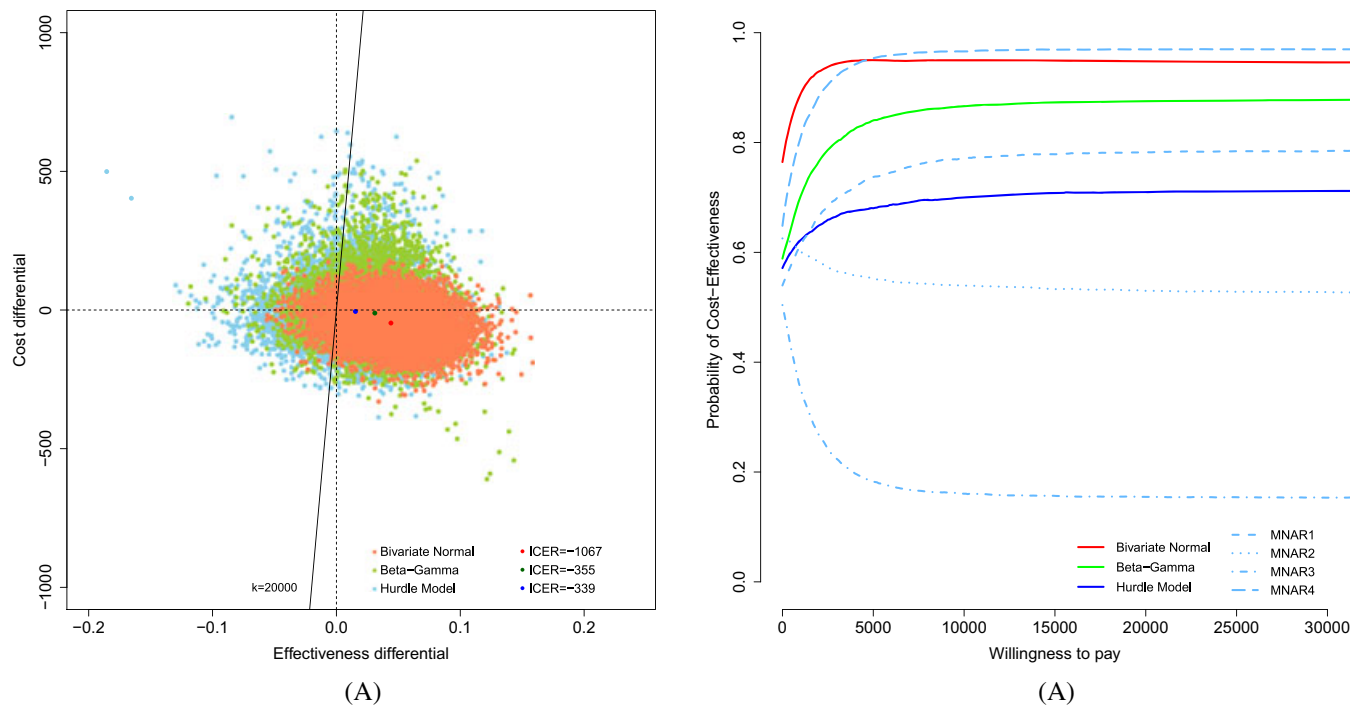 1000
500
0
−500
−1000
Cost differential
Bivariate Normal
Beta−Gamma
Hurdle Model
ICER=−1067
ICER=−355
ICER=−339
k=20000
−0.2
−0.1
0.0
0.1
0.2
Effectiveness differential
(A)
1.0
0.8
0.6
0.4
0.2
0.0
Probability of Cost−Effectiveness
Bivariate Normal
Beta−Gamma
Hurdle Model
MNAR1
MNAR2
MNAR3
MNAR4
0
5000
10000
15000
20000
25000
30000
Willingness to pay
(A)